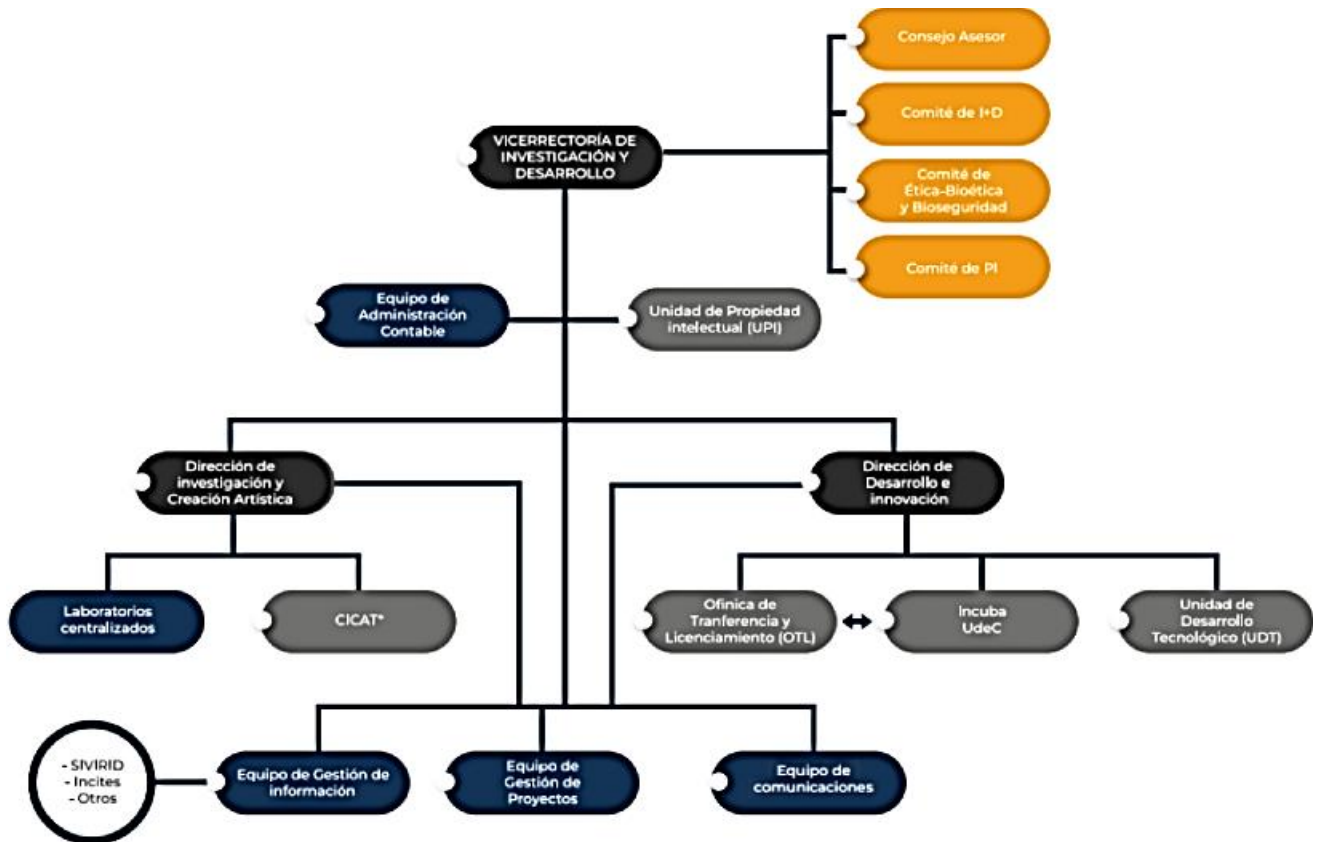 Consejo Asesor
Comité de I+D
VICERRECTORÍA DE
INVESTIGACIÓN Y
DESARROLLO
Comité de
Ética-Bioética
y Bioseguridad
Comité de PI
Equipo de
Administración
Contable
Unidad de Propiedad
intelectual (UPI)
Dirección de
investigación y
Creación Artística
Dirección de
Desarrollo e
innovación
Laboratorios
centralizados
CICAT*
Ofinica de
Tranferencia y
Licenciamiento (OTL)
Incuba
UdeC
Unidad de
Desarrollo
Tecnológico (UDT)
- SIVIRID
- Incites
- Otros
Equipo de Gestión de
información
Equipo de
Gestión de
Proyectos
Equipo de
comunicaciones